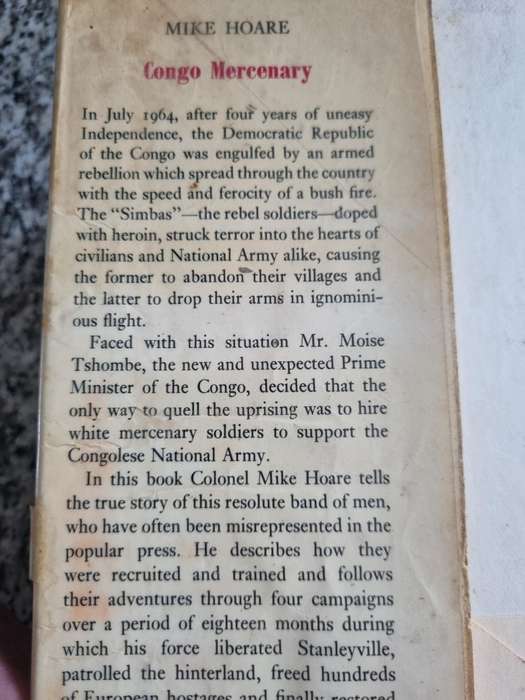 MIKE HOARE
Congo Mercenary
In July 1964, after four years of uneasy
Independence, the Democratic Republic
of the Congo was engulfed by an armed
rebellion which spread through the country
with the speed and ferocity of a bush fire.
The “Simbas”—the rebel soldiers—doped
with heroin, struck terror into the hearts of
civilians and National Army alike, causing
the former to abandon their villages and
the latter to drop their arms in ignomini-
ous flight.
Faced with this situation Mr. Moise
Tshombe, the new and unexpected Prime
Minister of the Congo, decided that the
only way to quell the uprising was to hire
white mercenary soldiers to support the
Congolese National Army.
In this book Colonel Mike Hoare tells
the true story of this resolute band of men,
who have often been misrepresented in the
popular press. He describes how they
were recruited and trained and follows
their adventures through four campaigns
over a period of eighteen months during
which his force liberated Stanleyville,
patrolled the hinterland, freed hundreds
of European hostages and finally restored